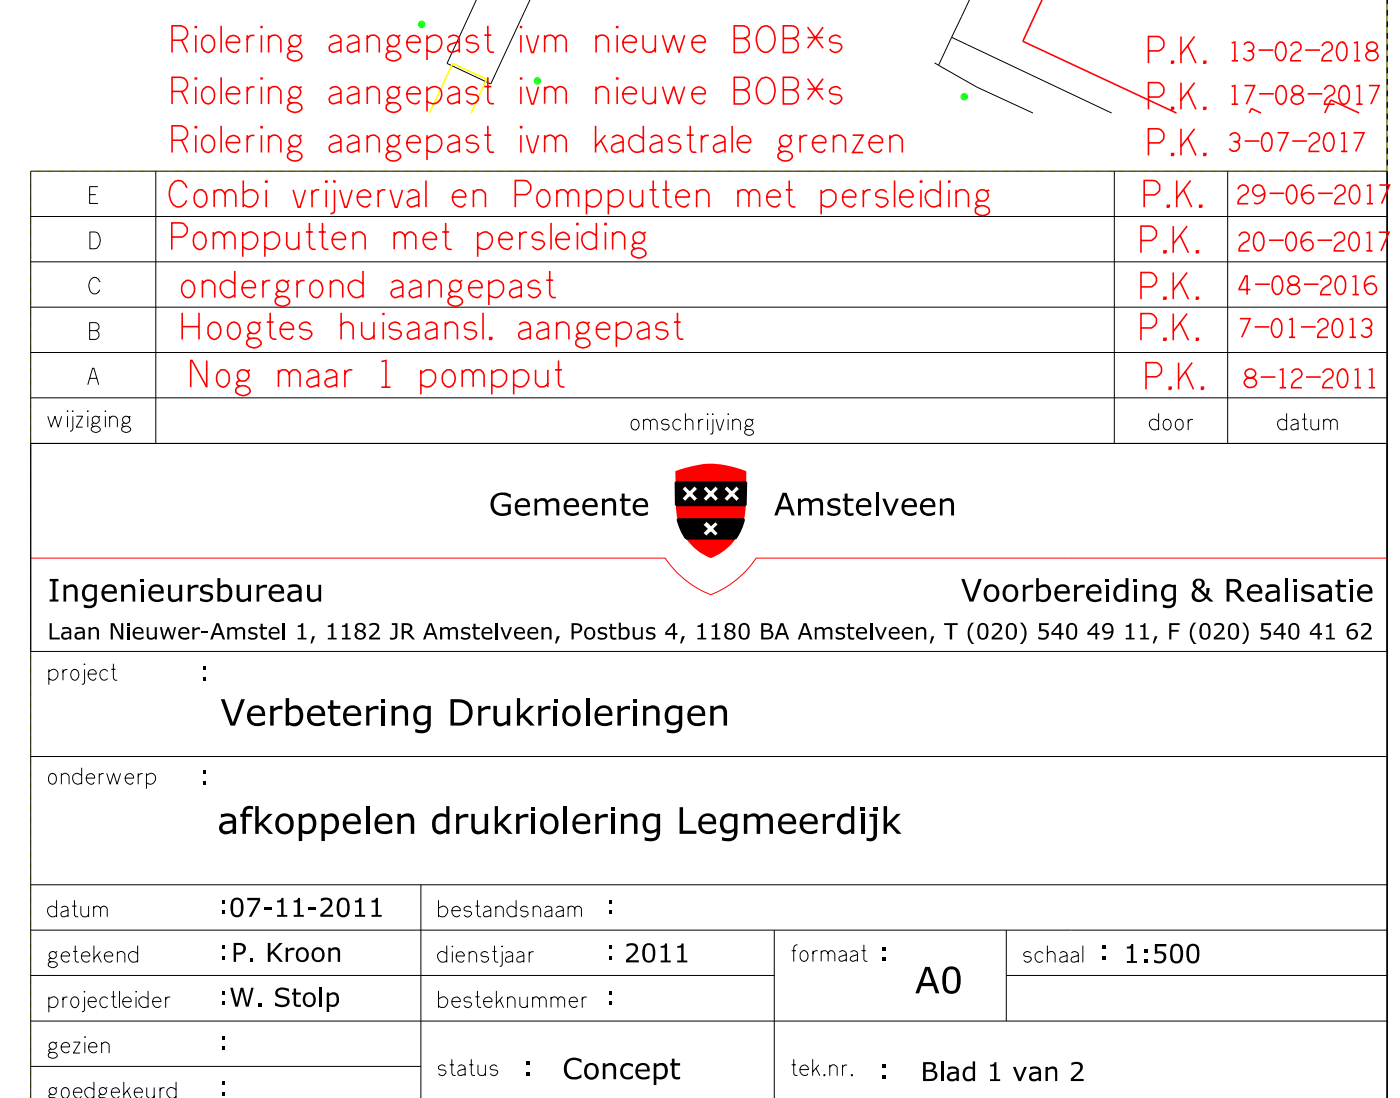 Riolering aangepast ivm nieuwe BOB*s P.K. 13-02-2018
Riolering aangepast ivm nieuwe BOB*s P.K. 17-08-2017
Riolering aangepast ivm kadastrale grenzen P.K. 3-07-2017
E Combi vrijverval en Pompputten met persleiding P.K. 29-06-2017
D Pompputten met persleiding P.K. 20-06-2017
C ondergrond aangepast P.K. 4-08-2016
B Hoogtes huisaansl. aangepast P.K. 7-01-2013
A Nog maar 1 pompput P.K. 8-12-2011
wijziging omschrijving door datum
Gemeente Amstelveen
Ingenieursbureau Voorbereiding & Realisatie
Laan Nieuwer-Amstel 1, 1182 JR Amstelveen, Postbus 4, 1180 BA Amstelveen, T (020) 540 49 11, F (020) 540 41 62
project :
Verbetering Drukrioleringen
onderwerp :
afkoppelen drukriolering Legmeerdijk
datum :07-11-2011 bestandsnaam :
getekend :P. Kroon dienstjaar : 2011 formaat : A0 schaal : 1:500
projectleider :W. Stolp besteknummer :
gezien :
status : Concept tek.nr. : Blad 1 van 2
goedgekeurd :